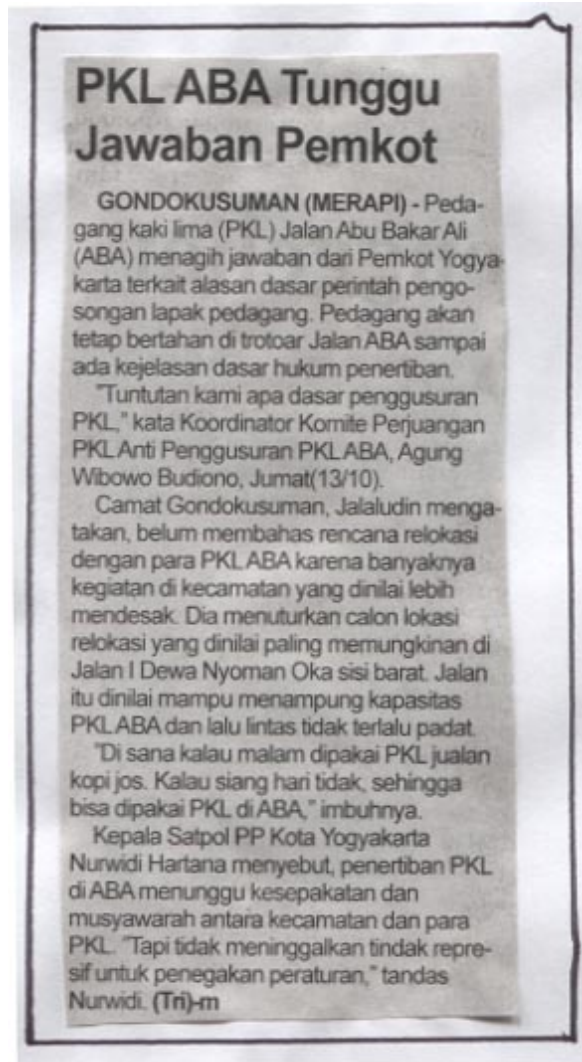 PKL ABA Tunggu
Jawaban Pemkot
GONDOKUSUMAN (MERAPI) - Peda-
gang kaki lima (PKL) Jalan Abu Bakar Ali
(ABA) menagih jawaban dari Pemkot Yogya-
karta terkait alasan dasar perintah pengo-
songan lapak pedagang. Pedagang akan
tetap bertahan di trotoar Jalan ABA sampai
ada kejelasan dasar hukum penertiban.
"Tuntutan kami apa dasar penggusuran
PKL," kata Koordinator Komite Perjuangan
PKL Anti Penggusuran PKL ABA, Agung
Wibowo Budiono, Jumat(13/10).
Camat Gondokusuman, Jalaludin menga-
takan, belum membahas rencana relokasi
dengan para PKL ABA karena banyaknya
kegiatan di kecamatan yang dinilai lebih
mendesak. Dia menuturkan calon lokasi
relokasi yang dinilai paling memungkinan di
Jalan I Dewa Nyoman Oka sisi barat. Jalan
itu dinilai mampu menampung kapasitas
PKL ABA dan lalu lintas tidak terlalu padat.
"Di sana kalau malam dipakai PKL jualan
kopi jos. Kalau siang hari tidak, sehingga
bisa dipakai PKL di ABA," imbuhnya.
Kepala Satpol PP Kota Yogyakarta
Nurwidi Hartana menyebut, penertiban PKL
di ABA menunggu kesepakatan dan
musyawarah antara kecamatan dan para
PKL. "Tapi tidak meninggalkan tindak repre-
sif untuk penegakan peraturan," tandas
Nurwidi. (Tri)-m